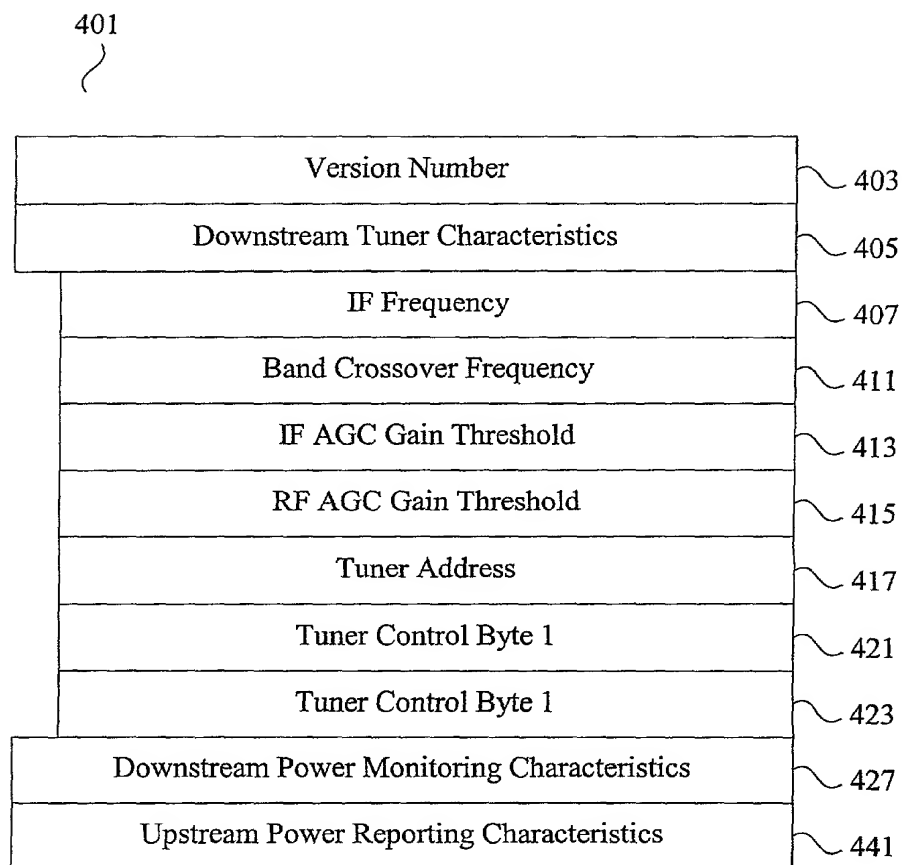 401
Version Number 403
Downstream Tuner Characteristics 405
IF Frequency 407
Band Crossover Frequency 411
IF AGC Gain Threshold 413
RF AGC Gain Threshold 415
Tuner Address 417
Tuner Control Byte 1 421
Tuner Control Byte 1 423
Downstream Power Monitoring Characteristics 427
Upstream Power Reporting Characteristics 441